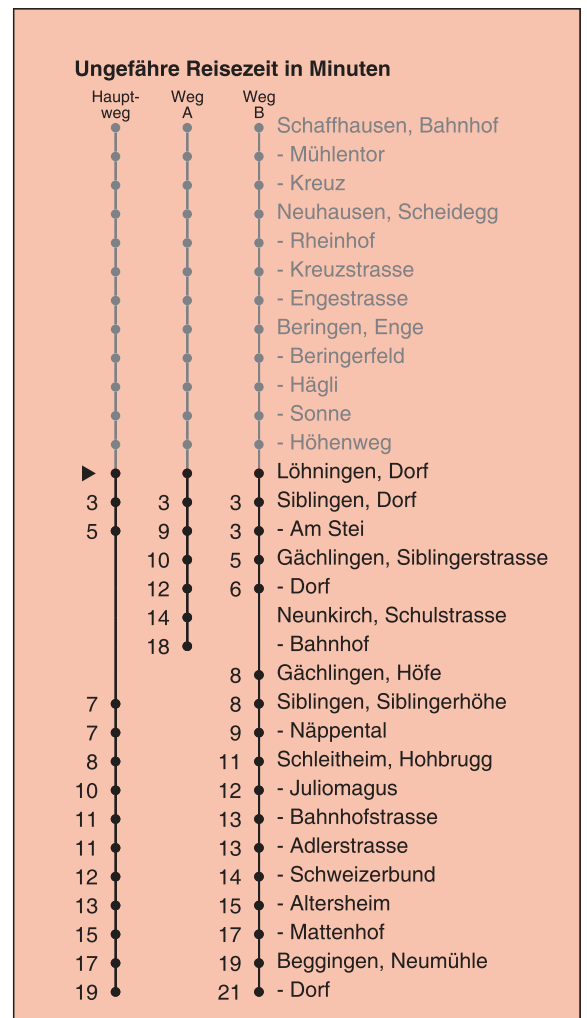 Ungefähre Reisezeit in Minuten
Haupt- Weg Weg
weg A B
Schaffhausen, Bahnhof
- Mühlentor
- Kreuz
Neuhausen, Scheidegg
- Rheinhof
- Kreuzstrasse
- Engestrasse
Beringen, Enge
- Beringerfeld
- Hägli
- Sonne
- Höhenweg
Löhningen, Dorf
3 3 3 Siblingen, Dorf
5 9 3 - Am Stei
10 5 Gächlingen, Siblingerstrasse
12 6 - Dorf
14 Neunkirch, Schulstrasse
18 - Bahnhof
8 Gächlingen, Höfe
7 8 Siblingen, Siblingerhöhe
7 9 - Näppental
8 11 Schleitheim, Hohbrugg
10 12 - Juliomagus
11 13 - Bahnhofstrasse
11 13 - Adlerstrasse
12 14 - Schweizerbund
13 15 - Altersheim
15 17 - Mattenhof
17 19 Beggingen, Neumühle
19 21 - Dorf